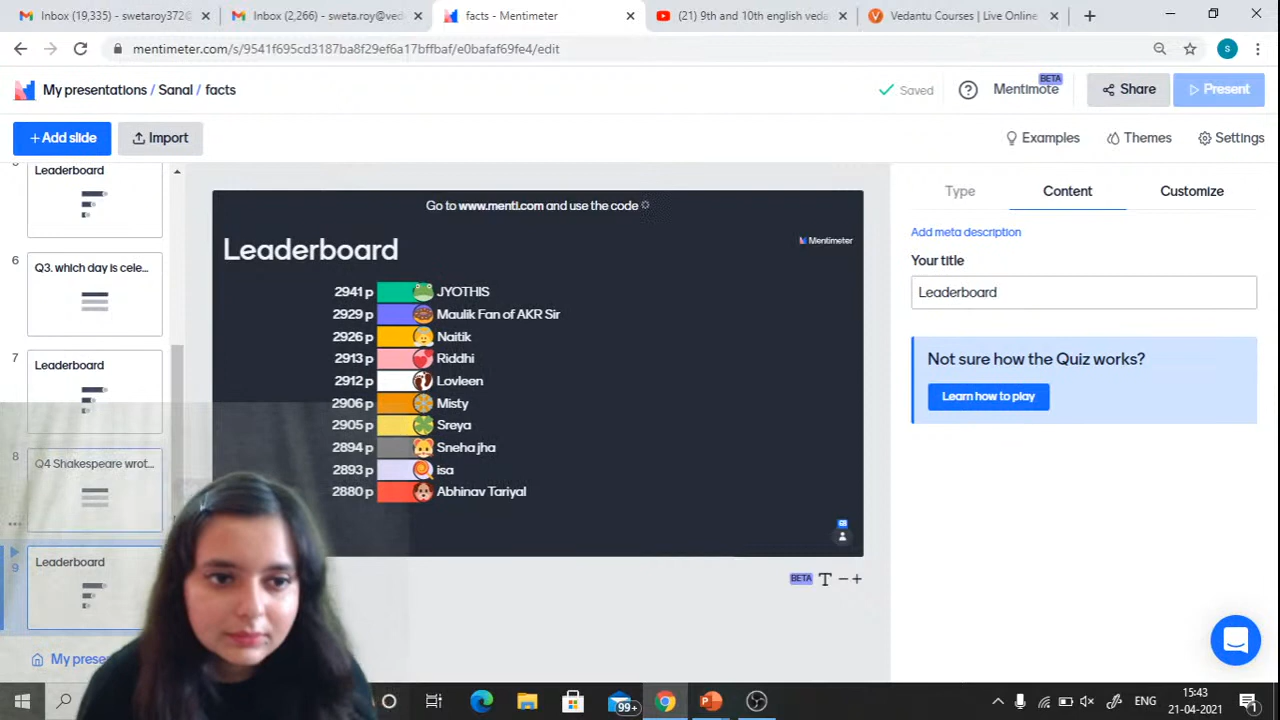 Inbox (19,335) - swetaroy372@
Inbox (2,266) - sweta.roy@ve
facts - Mentimeter
(21) 9th and 10th english veda
Vedantu Courses | Live Online
mentimeter.com/s/9541f695cd3187ba8f29ef6a17bffbaf/e0bafaf69fe4/edit
S
My presentations / Sanal / facts
Saved
Mentimote
BETA
Share
Present
+ Add slide
Import
Examples
Themes
Settings
Leaderboard
6
Q3. which day is cele...
7
Leaderboard
8
Q4 Shakespeare wrot...
9
Leaderboard
My prese
Go to www.menti.com and use the code
Leaderboard
Mentimeter
2941 p JYOTHIS
2929 p Maulik Fan of AKR Sir
2926 p Naitik
2913 p Riddhi
2912 p Lovleen
2906 p Misty
2905 p Sreya
2894 p Sneha jha
2893 p isa
2880 p Abhinav Tariyal
BETA T − +
Type
Content
Customize
Add meta description
Your title
Leaderboard
Not sure how the Quiz works?
Learn how to play
99+
ENG
15:43
21-04-2021
1